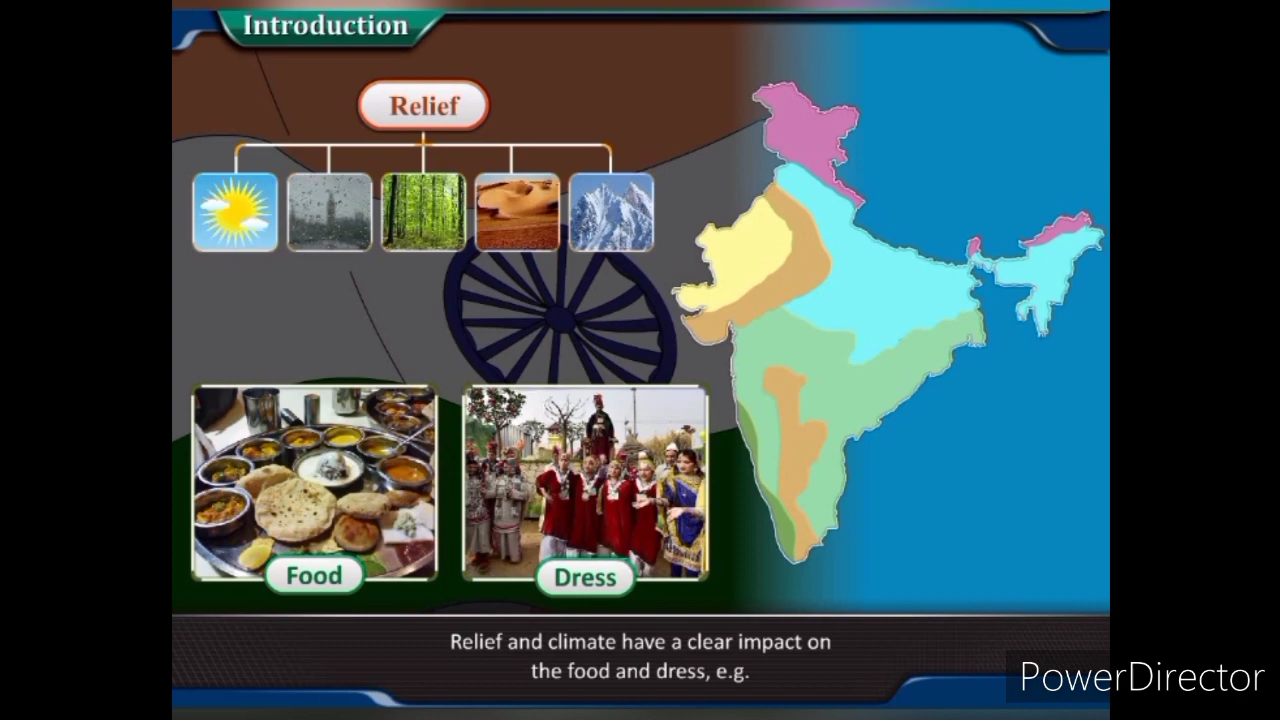 Introduction
Relief
Food
Dress
Relief and climate have a clear impact on
the food and dress, e.g.
PowerDirector